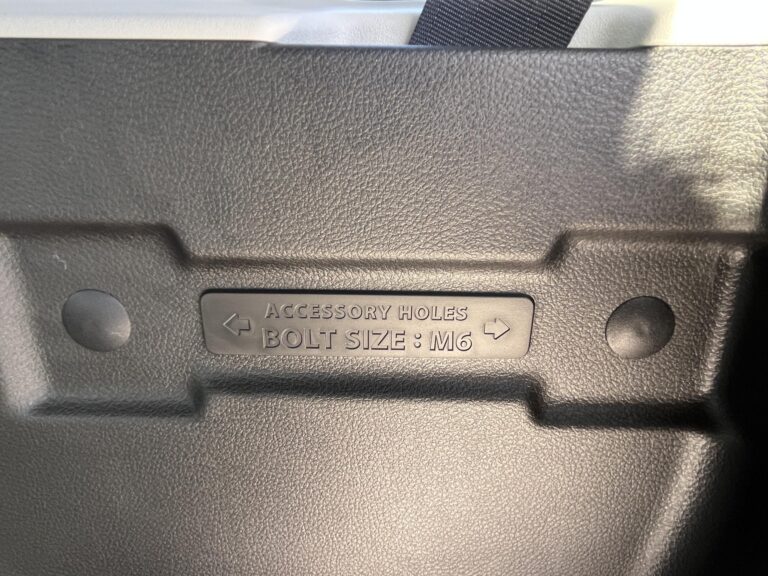 ACCESSORY HOLES
BOLT SIZE : M6